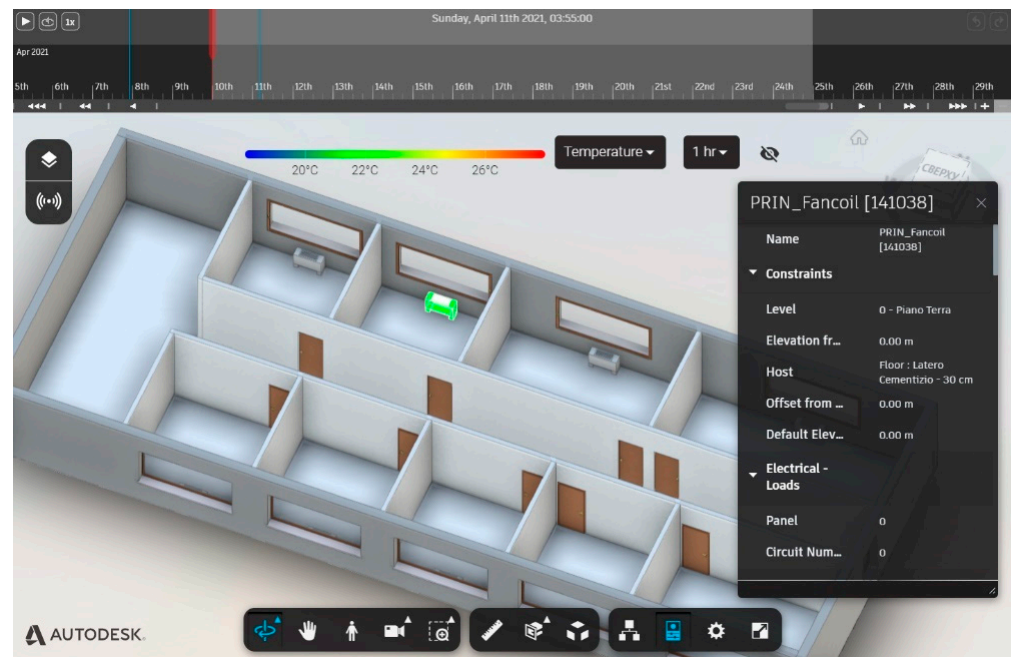 1x
Sunday, April 11th 2021, 03:55:00
Apr 2021
5th 6th 7th 8th 9th 10th 11th 12th 13th 14th 15th 16th 17th 18th 19th 20th 21st 22nd 23rd 24th 25th 26th 27th 28th 29th
20°C 22°C 24°C 26°C
Temperature
1 hr
СВЕРХУ
PRIN_Fancoil [141038]
Name PRIN_Fancoil
[141038]
Constraints
Level 0 - Piano Terra
Elevation fr... 0.00 m
Host Floor : Latero
Cementizio - 30 cm
Offset from ... 0.00 m
Default Elev... 0.00 m
Electrical -
Loads
Panel 0
Circuit Num... 0
AUTODESK.